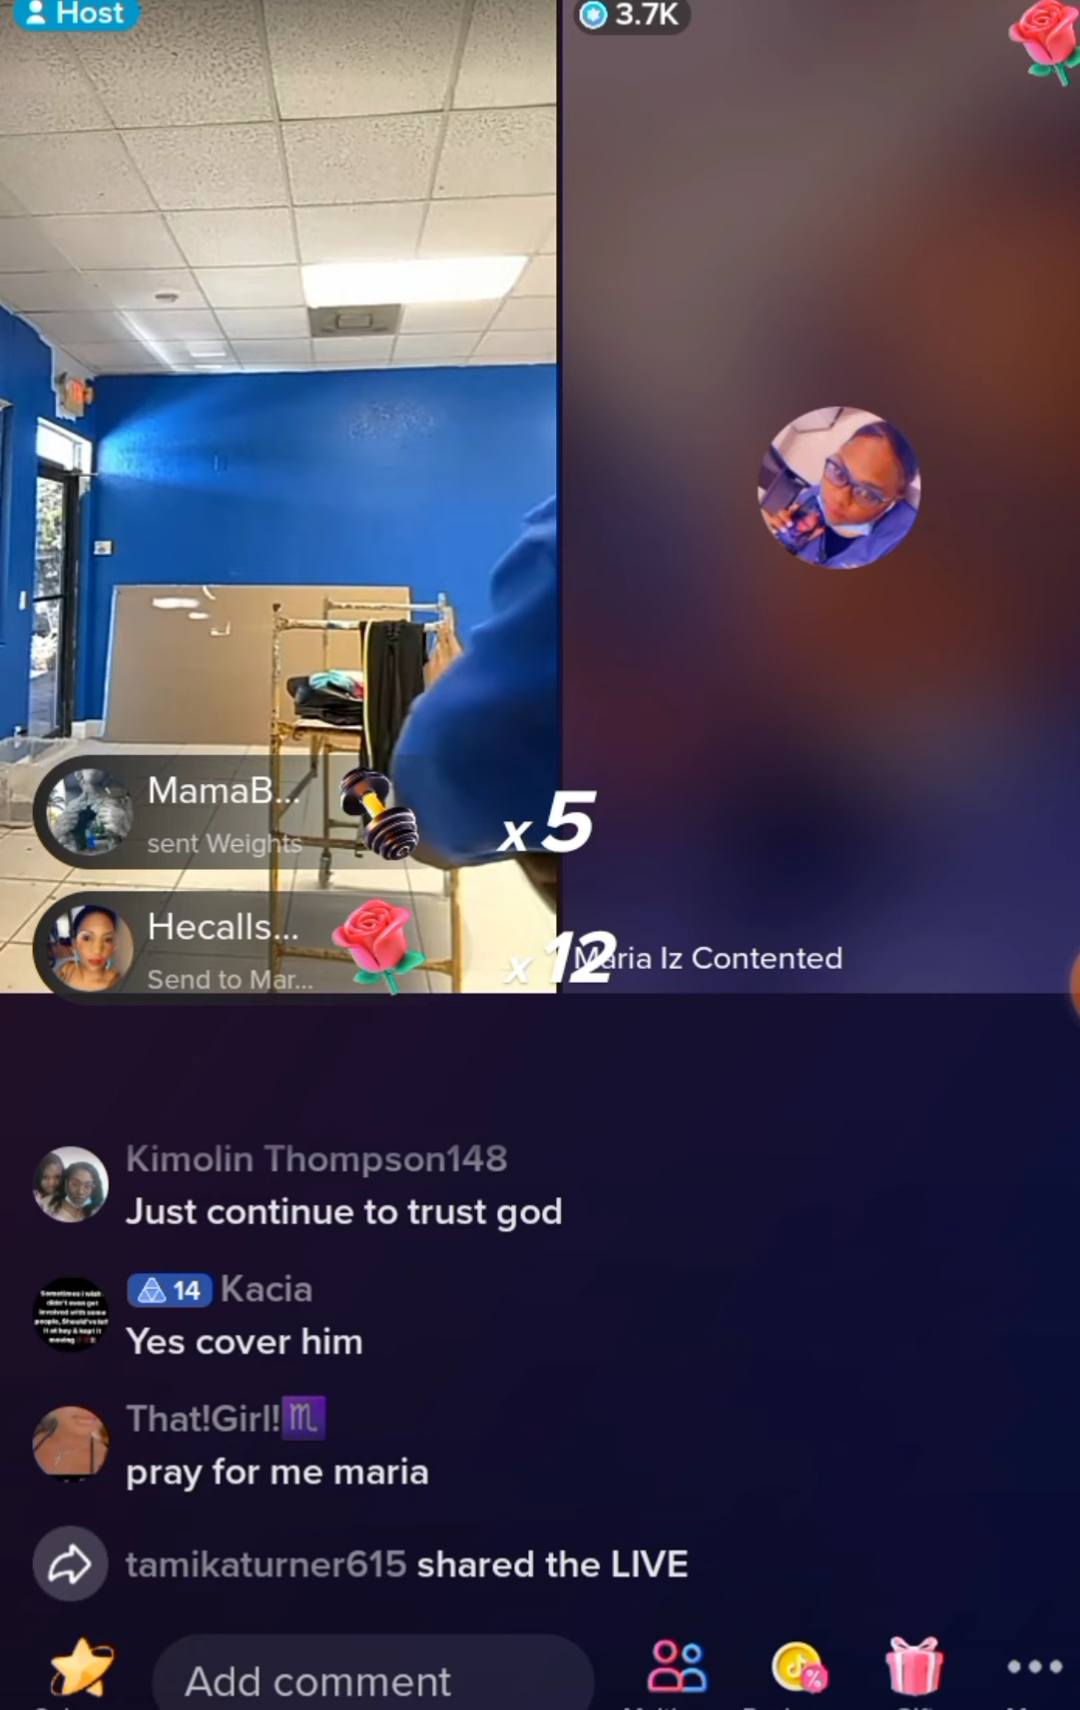 Host
3.7K
MamaB...
sent Weights
x5
Hecalls...
Send to Mar...
x12
Maria Iz Contented
Kimolin Thompson148
Just continue to trust god
14 Kacia
Yes cover him
That!Girl!♏
pray for me maria
tamikaturner615 shared the LIVE
Add comment